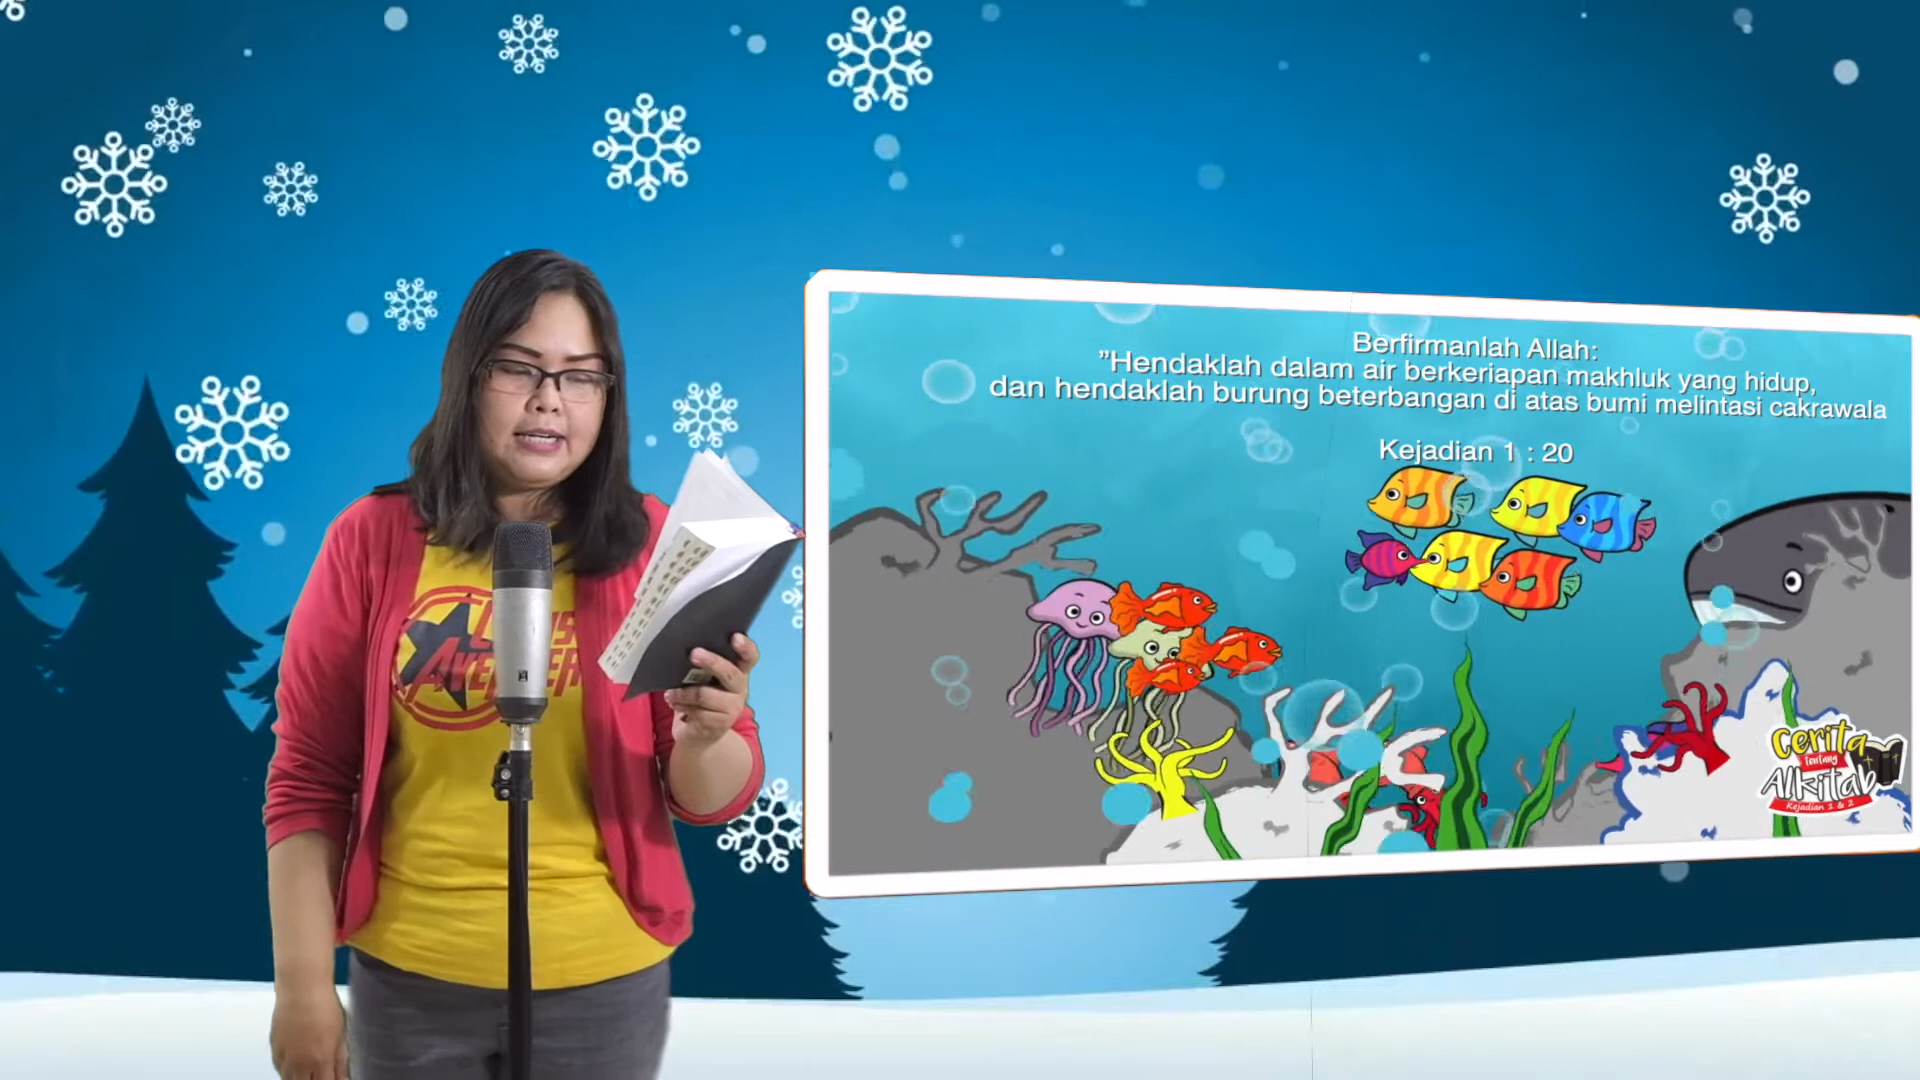 Berfirmanlah Allah:
"Hendaklah dalam air berkeriapan makhluk yang hidup,
dan hendaklah burung beterbangan di atas bumi melintasi cakrawala
Kejadian 1 : 20
Cerita
Tentang
Alkitab
Kejadian 1 & 2